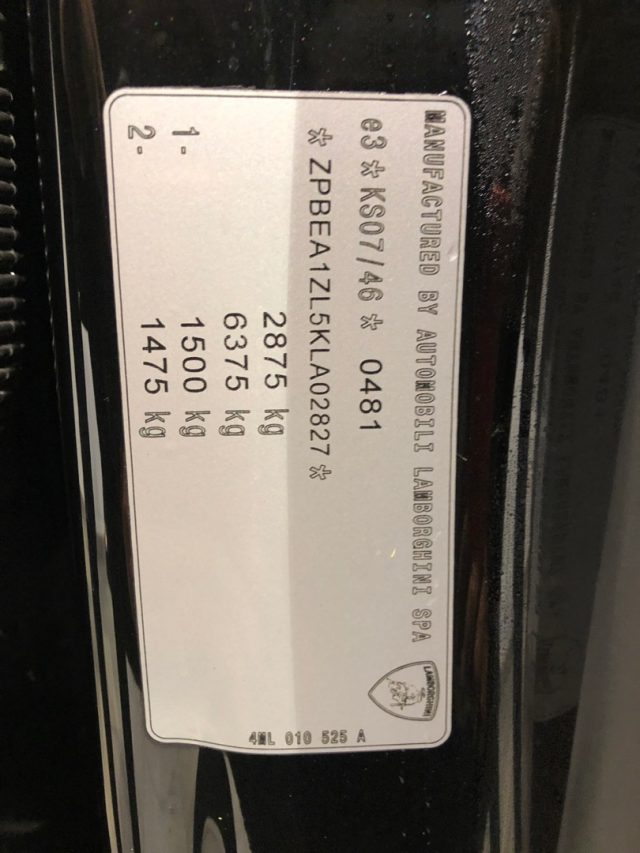 MANUFACTURED BY AUTOMOBILI LAMBORGHINI SPA
e3 * KS07/46 * 0481
* ZPBEA1ZL5KLA02827 *
2875 kg
6375 kg
1- 1500 kg
2- 1475 kg
LAMBORGHINI
4ML 010 525 A